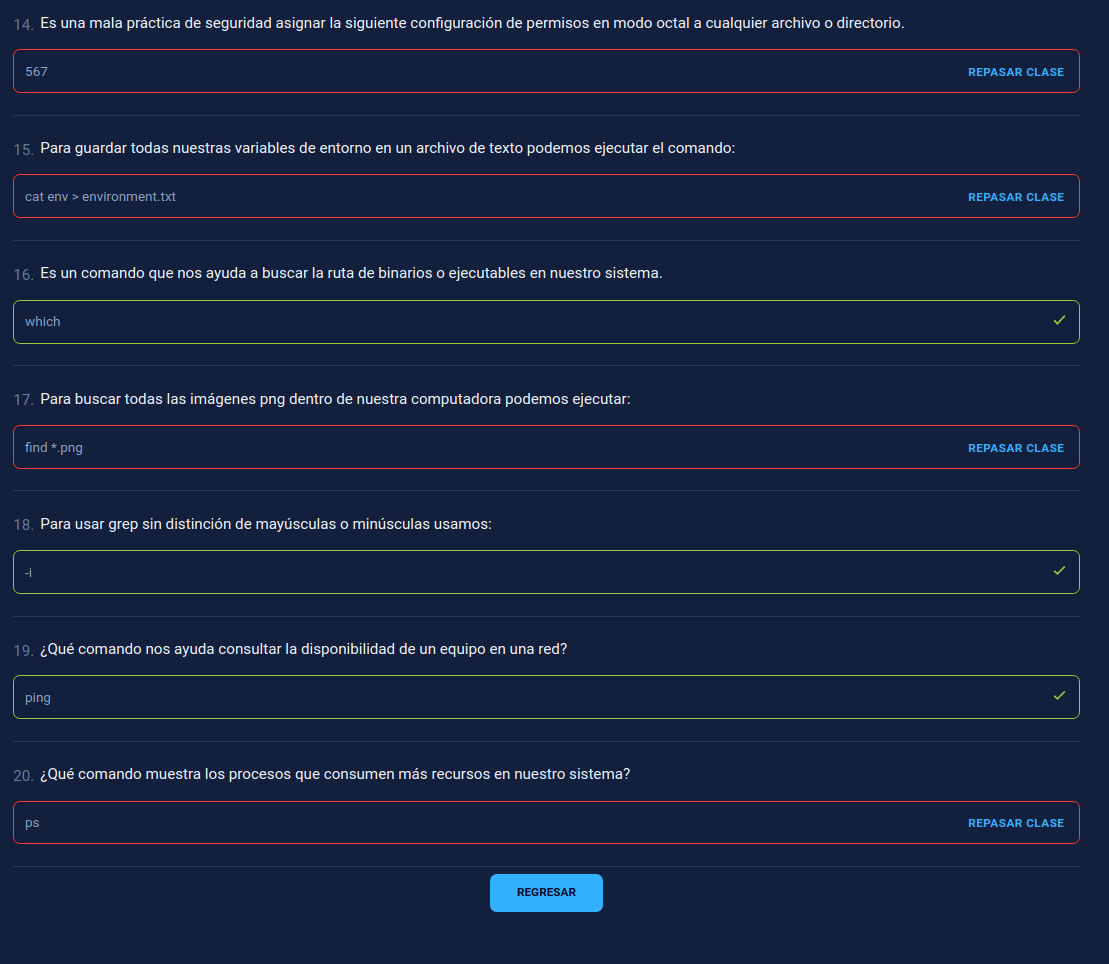 14. Es una mala práctica de seguridad asignar la siguiente configuración de permisos en modo octal a cualquier archivo o directorio.
567 REPASAR CLASE
15. Para guardar todas nuestras variables de entorno en un archivo de texto podemos ejecutar el comando:
cat env > environment.txt REPASAR CLASE
16. Es un comando que nos ayuda a buscar la ruta de binarios o ejecutables en nuestro sistema.
which
17. Para buscar todas las imágenes png dentro de nuestra computadora podemos ejecutar:
find *.png REPASAR CLASE
18. Para usar grep sin distinción de mayúsculas o minúsculas usamos:
-i
19. ¿Qué comando nos ayuda consultar la disponibilidad de un equipo en una red?
ping
20. ¿Qué comando muestra los procesos que consumen más recursos en nuestro sistema?
ps REPASAR CLASE
REGRESAR